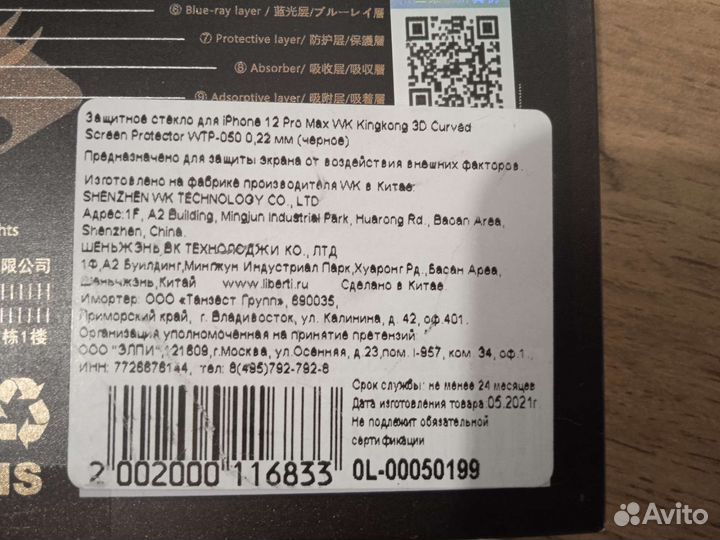 ⑥ Blue-ray layer / 蓝光层/ブルーレイ層
⑦ Protective layer/ 防护层/保護層
⑧ Absorber/ 吸收层/吸収層
⑨ Adsorptive layer/ 吸附层/吸着層
Защитное стекло для iPhone 12 Pro Max WK Kingkong 3D Curved
Screen Protector WTP-050 0,22 мм (черное)
Предназначено для защиты экрана от воздействия внешних факторов.
Изготовлено на фабрике производителя WK в Китае
SHENZHEN WK TECHNOLOGY CO., LTD
Адрес:1F, A2 Building, Mingjun Industrial Park, Huarong Rd., Baoan Area,
Shenzhen, China.
ШЕНЬЖЭНЬ ВК ТЕХНОЛОДЖИ КО., ЛТД
1Ф,А2 Буилдинг,Мингжун Индустриал Парк,Хуаронг Рд.,Басан Ареа,
Шеньчжэнь,Китай www.liberti.ru Сделано в Китае
Имортер: ООО «Танзест Групп», 690035,
Приморский край, г. Владивосток, ул. Калинина, д. 42, оф.401.
Организация уполномоченная на принятие претензий:
ООО "ЭЛПИ",121609,г.Москва, ул.Осенняя, д.23,пом. I-957, ком. 34, оф.1.,
ИНН: 7726676144, тел: 8(495)792-792-8
Срок службы: не менее 24 месяцев
Дата изготовления товара:05.2021г
Не подлежит обязательной
сертификации
2 002000 116833
0L-00050199
hts
限公司
栋1楼
Avito